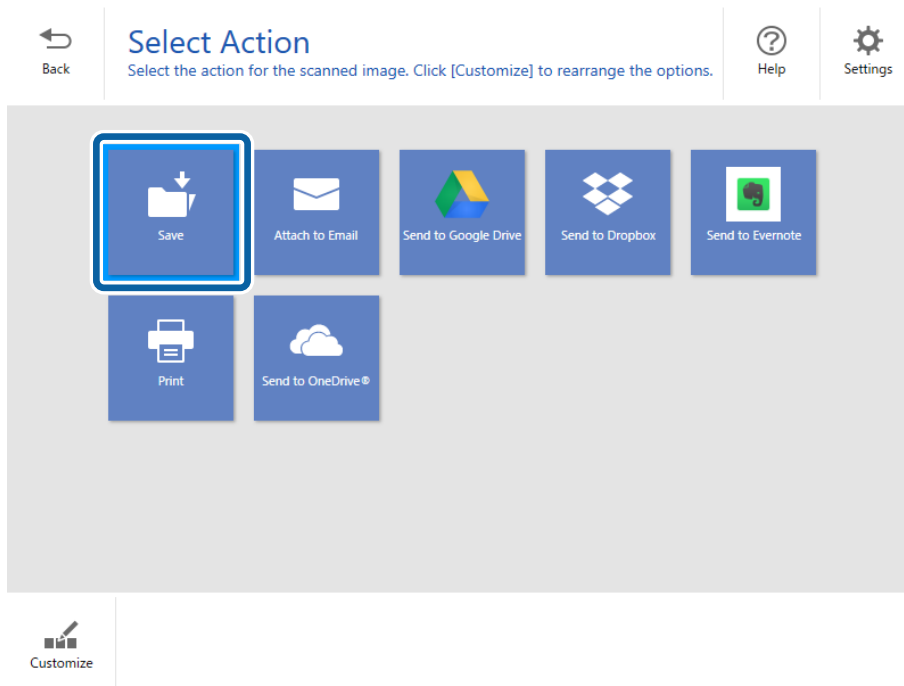 Select Action
Select the action for the scanned image. Click [Customize] to rearrange the options.
Back
Help
Settings
Save
Attach to Email
Send to Google Drive
Send to Dropbox
Send to Evernote
Print
Send to OneDrive®
Customize